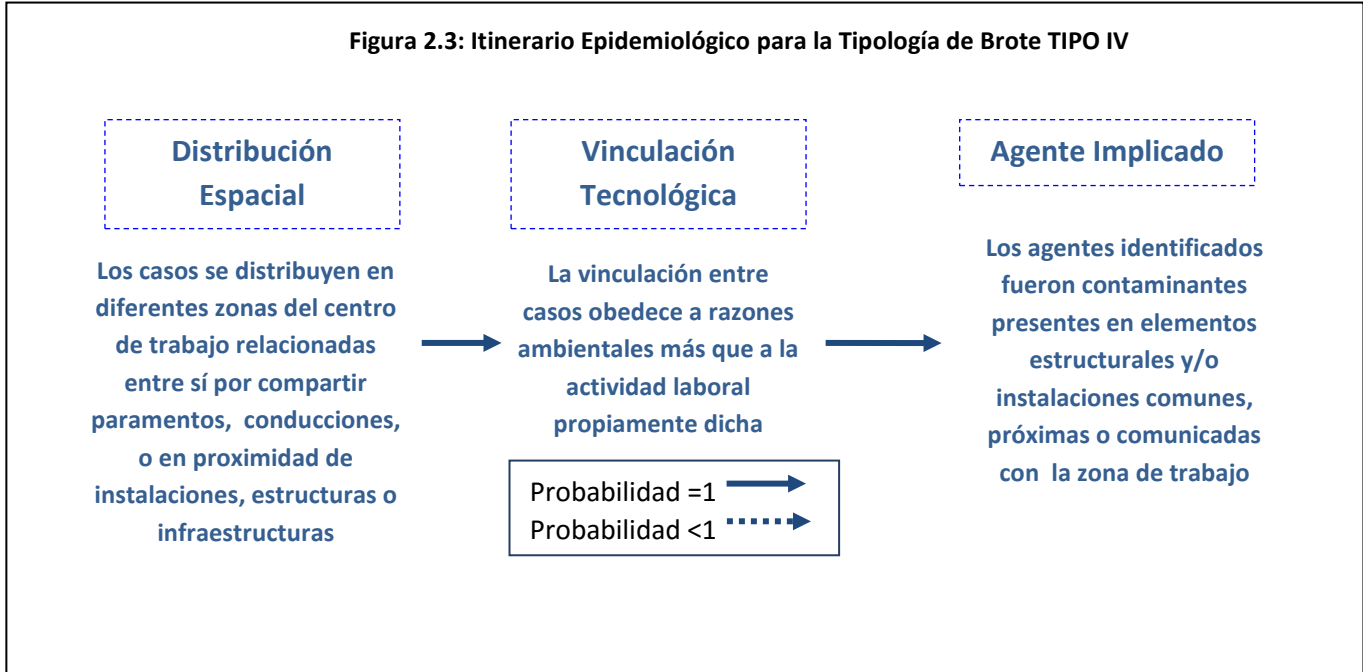 Figura 2.3: Itinerario Epidemiológico para la Tipología de Brote TIPO IV
Distribución
Espacial
Los casos se distribuyen en
diferentes zonas del centro
de trabajo relacionadas
entre sí por compartir
paramentos, conducciones,
o en proximidad de
instalaciones, estructuras o
infraestructuras
Vinculación
Tecnológica
La vinculación entre
casos obedece a razones
ambientales más que a la
actividad laboral
propiamente dicha
Probabilidad =1
Probabilidad <1
Agente Implicado
Los agentes identificados
fueron contaminantes
presentes en elementos
estructurales y/o
instalaciones comunes,
próximas o comunicadas
con la zona de trabajo